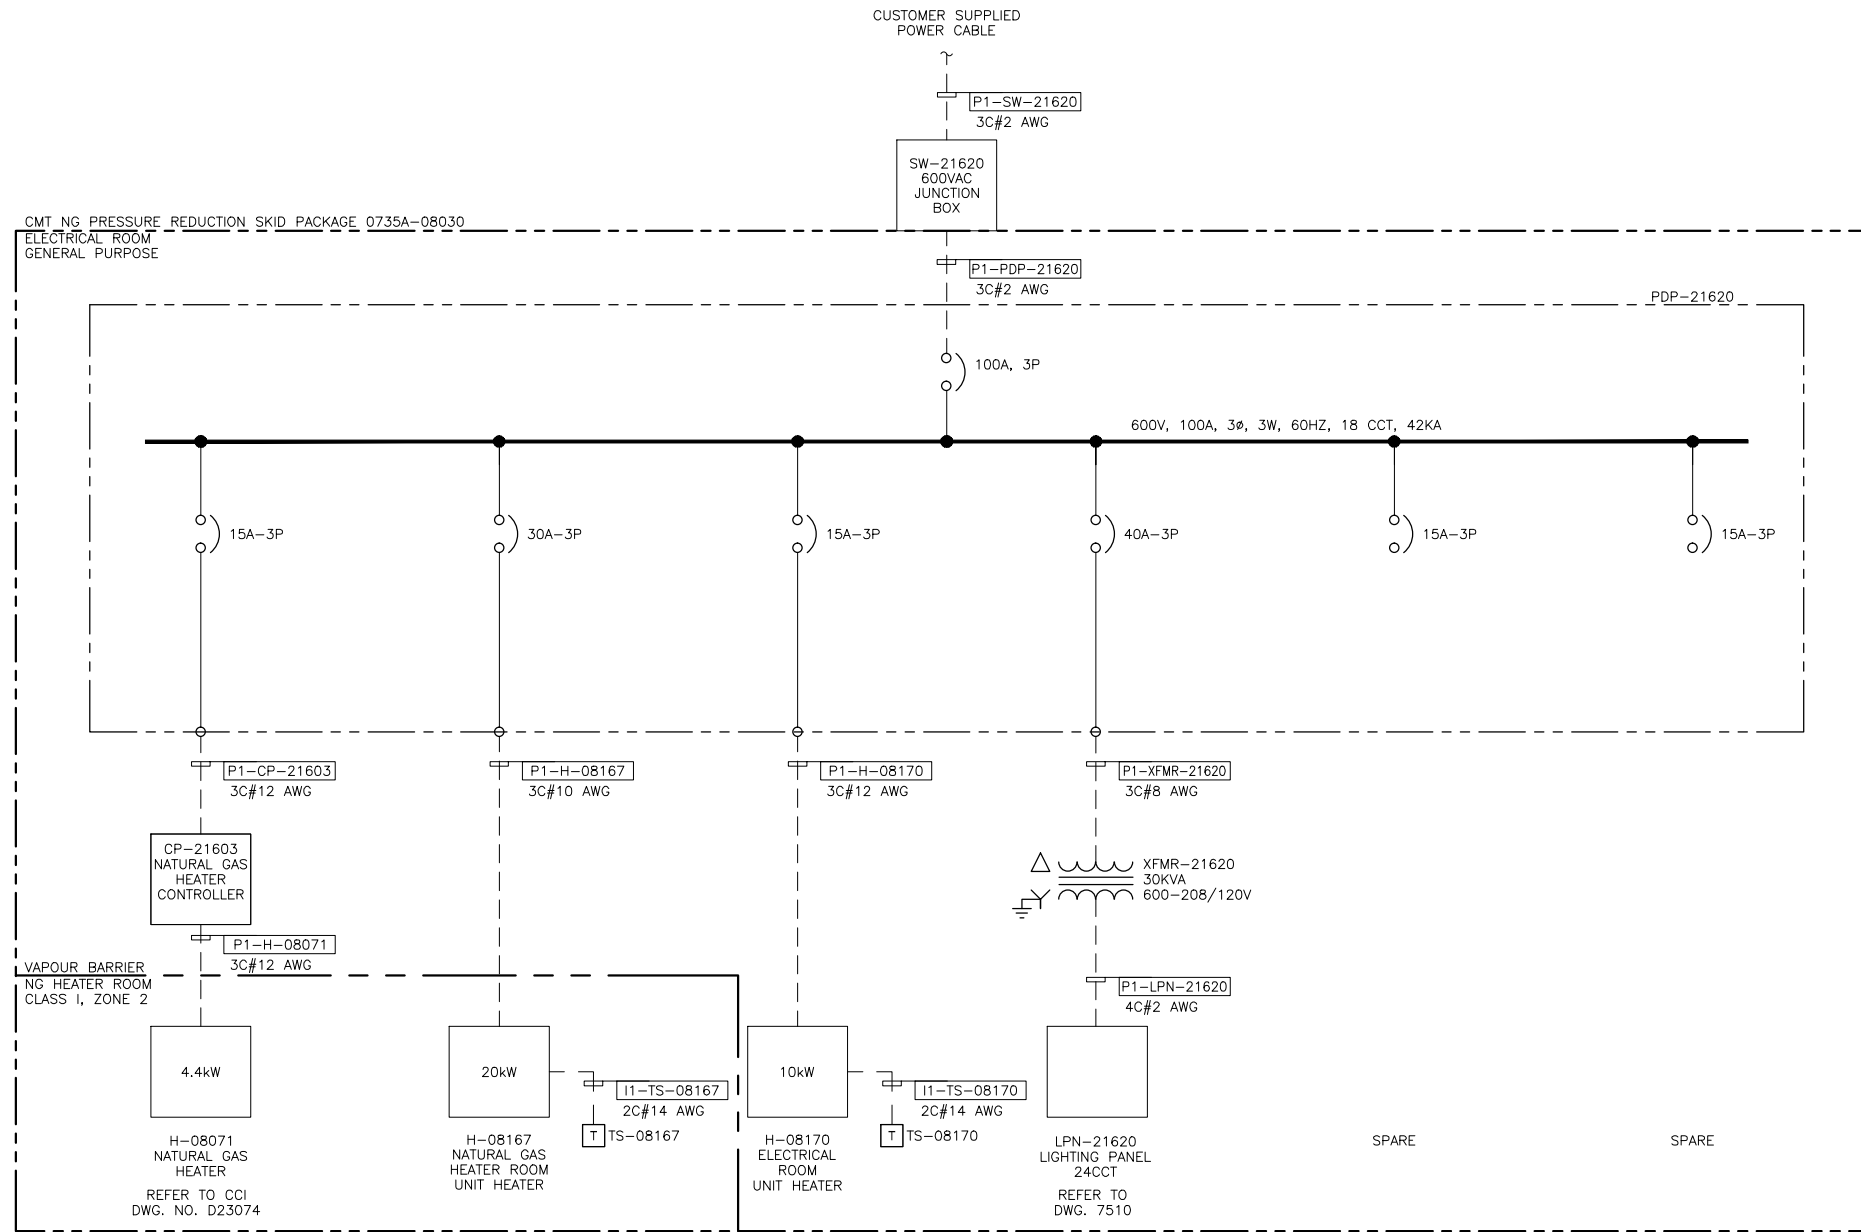 CUSTOMER SUPPLIED
POWER CABLE
P1-SW-21620
3C#2 AWG
SW-21620
600VAC
JUNCTION
BOX
CMT NG PRESSURE REDUCTION SKID PACKAGE 0735A-08030
ELECTRICAL ROOM
GENERAL PURPOSE
P1-PDP-21620
3C#2 AWG
PDP-21620
100A, 3P
600V, 100A, 3ø, 3W, 60HZ, 18 CCT, 42KA
15A-3P
30A-3P
15A-3P
40A-3P
15A-3P
15A-3P
P1-CP-21603
3C#12 AWG
P1-H-08167
3C#10 AWG
P1-H-08170
3C#12 AWG
P1-XFMR-21620
3C#8 AWG
CP-21603
NATURAL GAS
HEATER
CONTROLLER
XFMR-21620
30KVA
600-208/120V
P1-H-08071
3C#12 AWG
VAPOUR BARRIER
NG HEATER ROOM
CLASS I, ZONE 2
P1-LPN-21620
4C#2 AWG
4.4kW
20kW
I1-TS-08167
2C#14 AWG
T TS-08167
10kW
I1-TS-08170
2C#14 AWG
T TS-08170
H-08071
NATURAL GAS
HEATER
REFER TO CCI
DWG. NO. D23074
H-08167
NATURAL GAS
HEATER ROOM
UNIT HEATER
H-08170
ELECTRICAL
ROOM
UNIT HEATER
LPN-21620
LIGHTING PANEL
24CCT
REFER TO
DWG. 7510
SPARE
SPARE